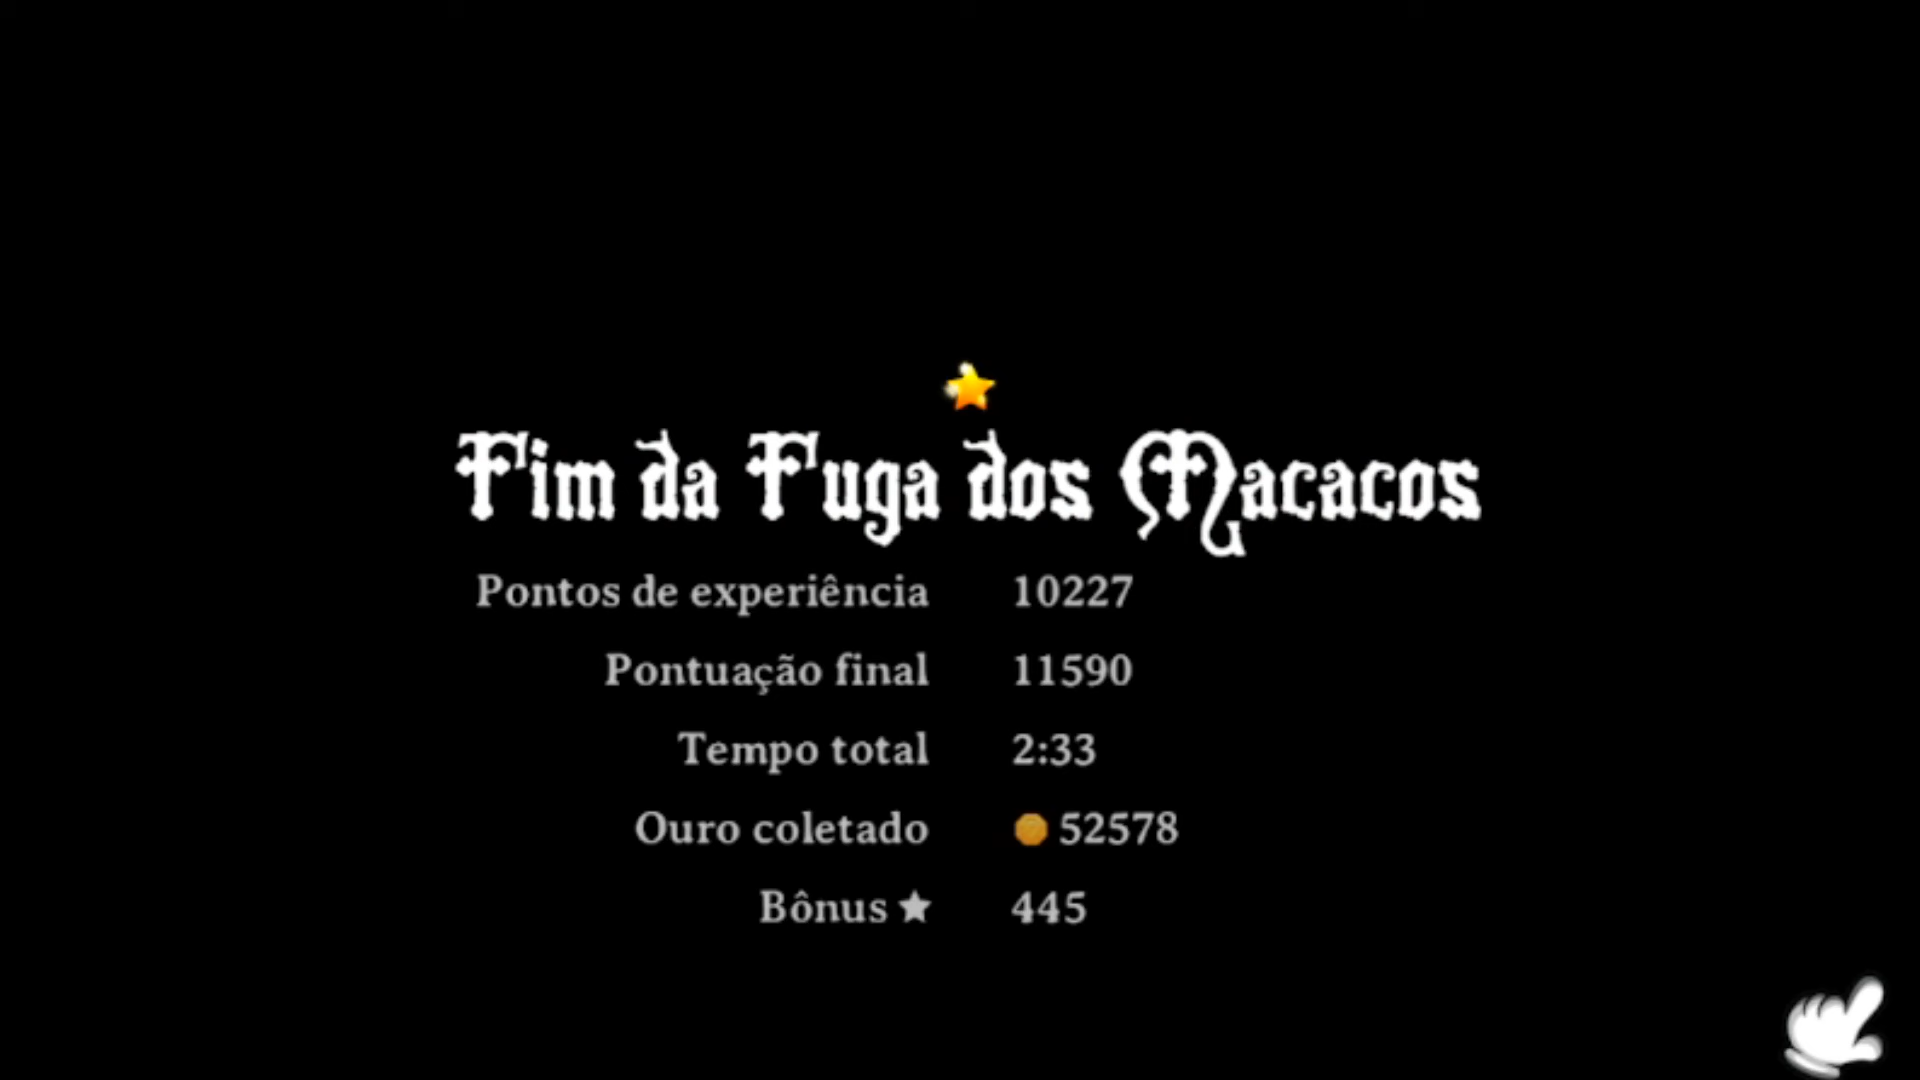 Fim da Fuga dos Macacos
Pontos de experiência 10227
Pontuação final 11590
Tempo total 2:33
Ouro coletado 52578
Bônus ★ 445